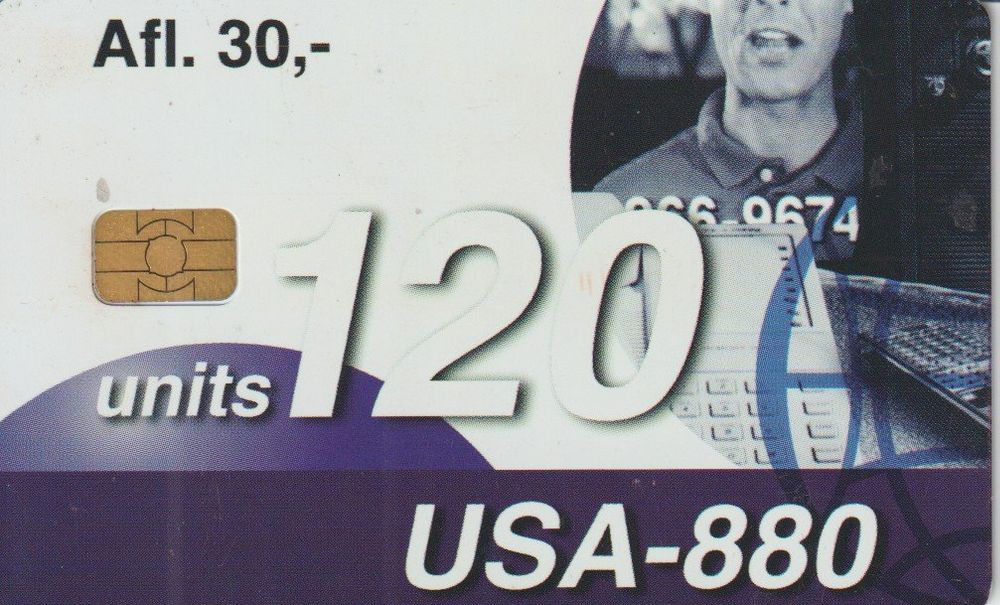 Afl. 30,-
966-9674
units 120
USA-880